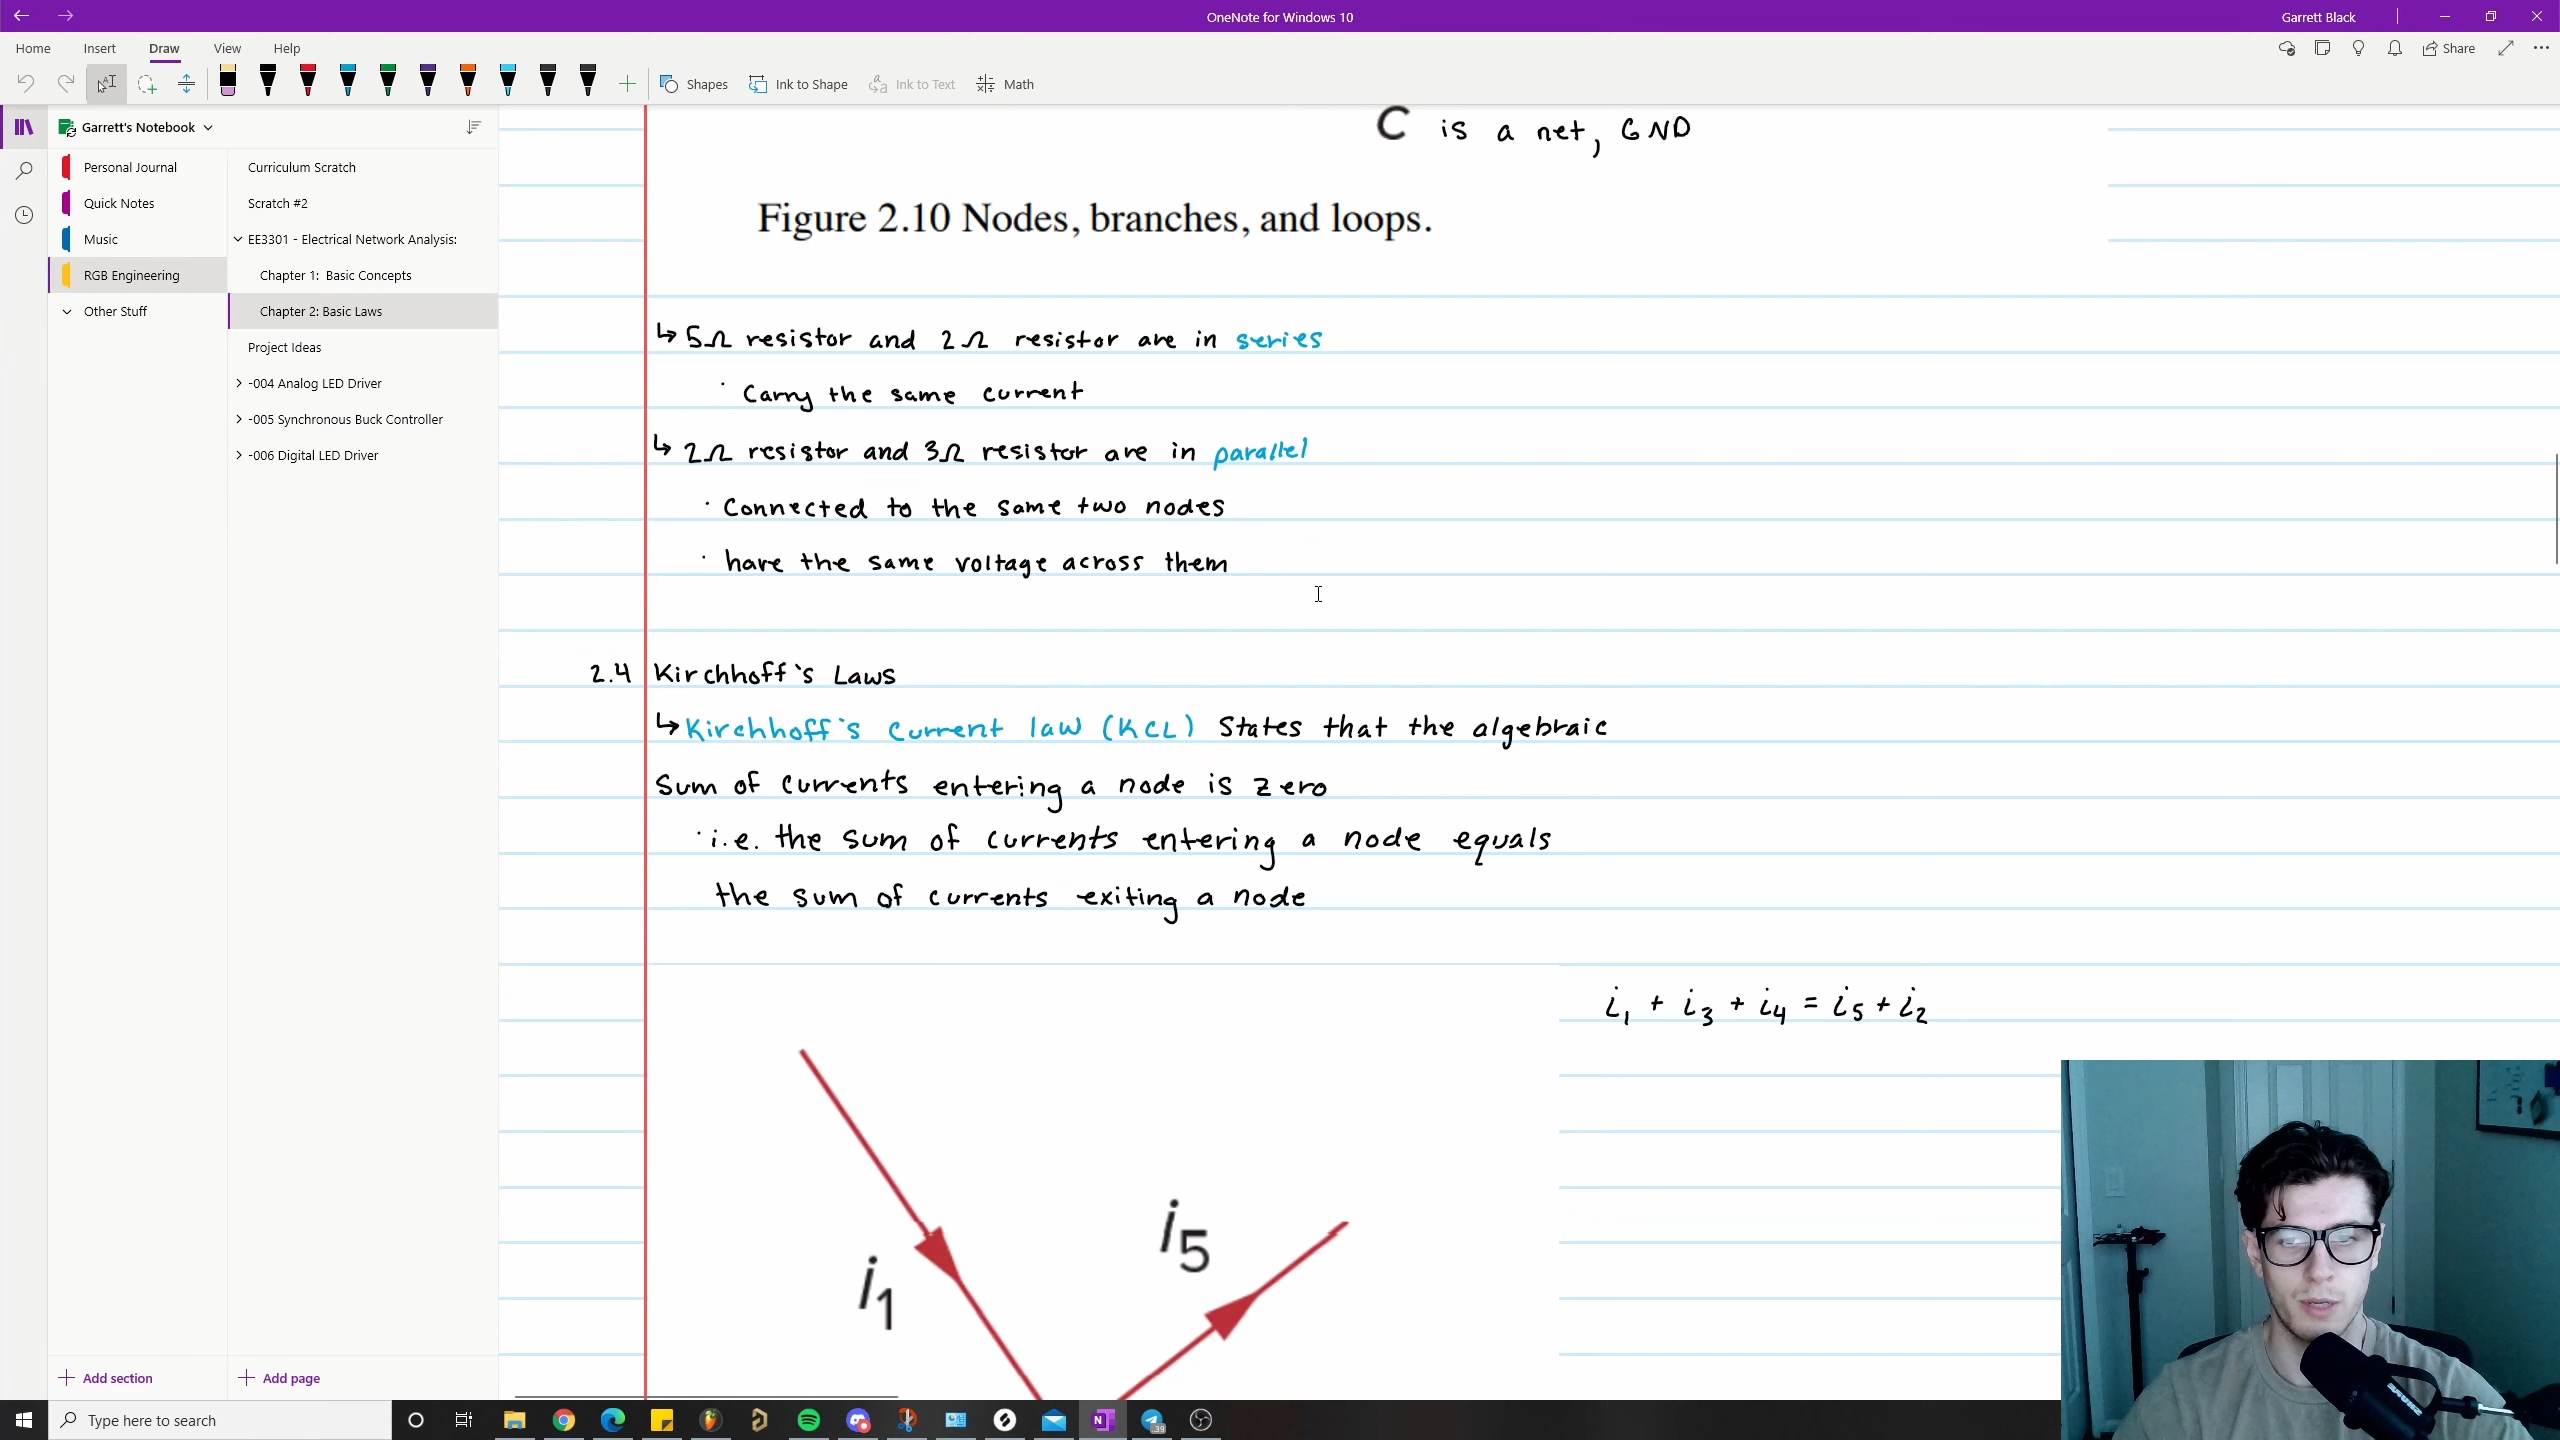 OneNote for Windows 10
Garrett Black
Home Insert Draw View Help
Share
Shapes Ink to Shape Ink to Text Math
Garrett's Notebook
Personal Journal
Quick Notes
Music
RGB Engineering
Other Stuff
Curriculum Scratch
Scratch #2
EE3301 - Electrical Network Analysis:
Chapter 1: Basic Concepts
Chapter 2: Basic Laws
Project Ideas
-004 Analog LED Driver
-005 Synchronous Buck Controller
-006 Digital LED Driver
C is a net, GND
Figure 2.10 Nodes, branches, and loops.
↳ 5Ω resistor and 2Ω resistor are in series
· Carry the same current
↳ 2Ω resistor and 3Ω resistor are in parallel
· Connected to the same two nodes
· have the same voltage across them
2.4 Kirchhoff's Laws
↳ Kirchhoff's Current law (KCL) States that the algebraic
Sum of currents entering a node is zero
· i.e. the sum of currents entering a node equals
the sum of currents exiting a node
i₁ + i₃ + i₄ = i₅ + i₂
i₅
i₁
Add section
Add page
Type here to search